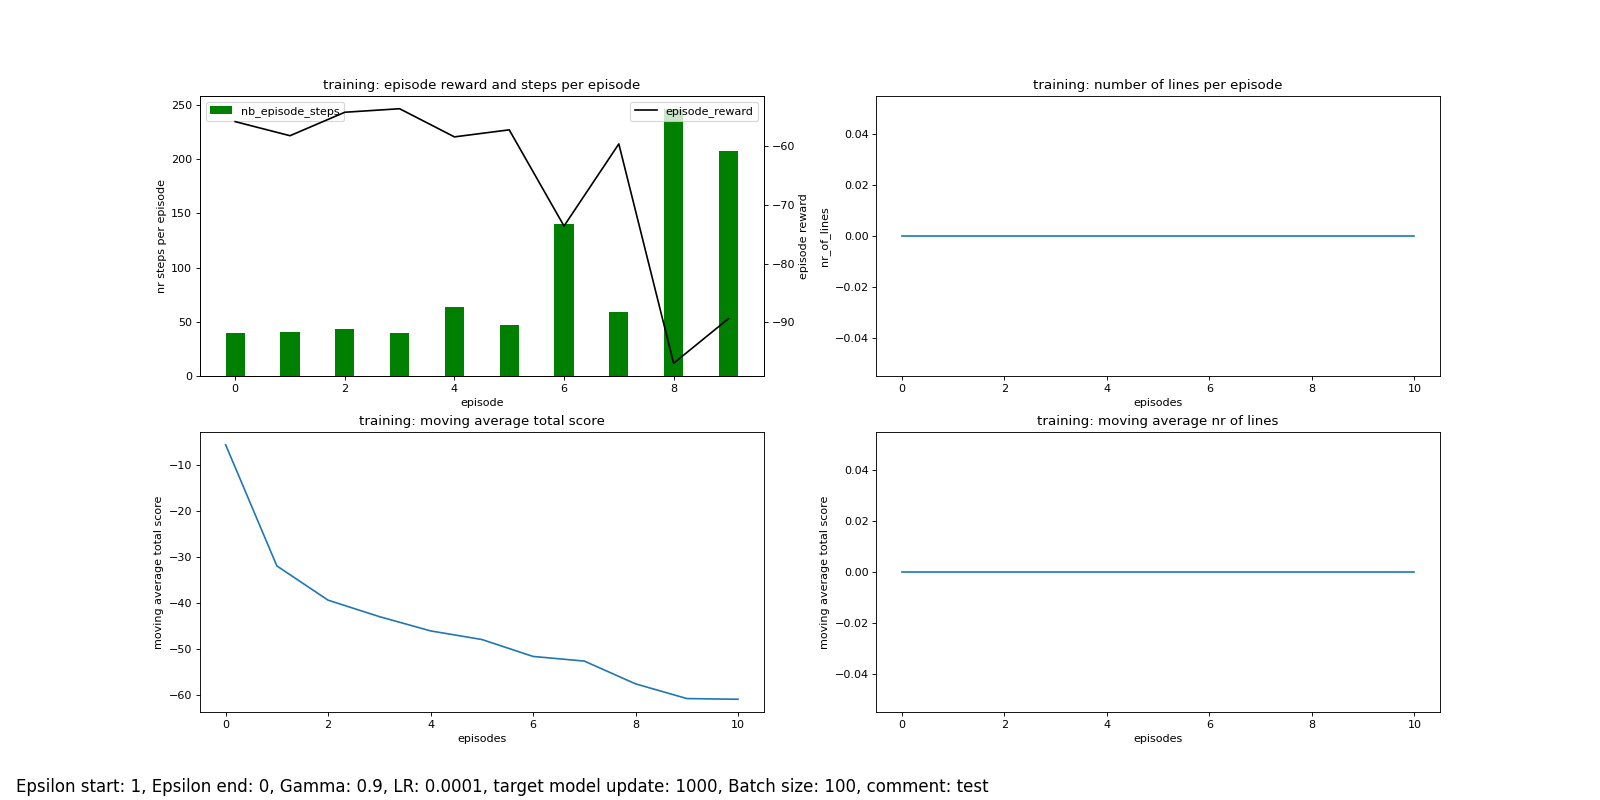 training: episode reward and steps per episode
nb_episode_steps
episode_reward
250
200
150
100
50
0
nr steps per episode
−60
−70
−80
−90
episode reward
0 2 4 6 8
episode
training: number of lines per episode
0.04
0.02
0.00
−0.02
−0.04
nr_of_lines
0 2 4 6 8 10
episodes
training: moving average total score
−10
−20
−30
−40
−50
−60
moving average total score
0 2 4 6 8 10
episodes
training: moving average nr of lines
0.04
0.02
0.00
−0.02
−0.04
moving average total score
0 2 4 6 8 10
episodes
Epsilon start: 1, Epsilon end: 0, Gamma: 0.9, LR: 0.0001, target model update: 1000, Batch size: 100, comment: test